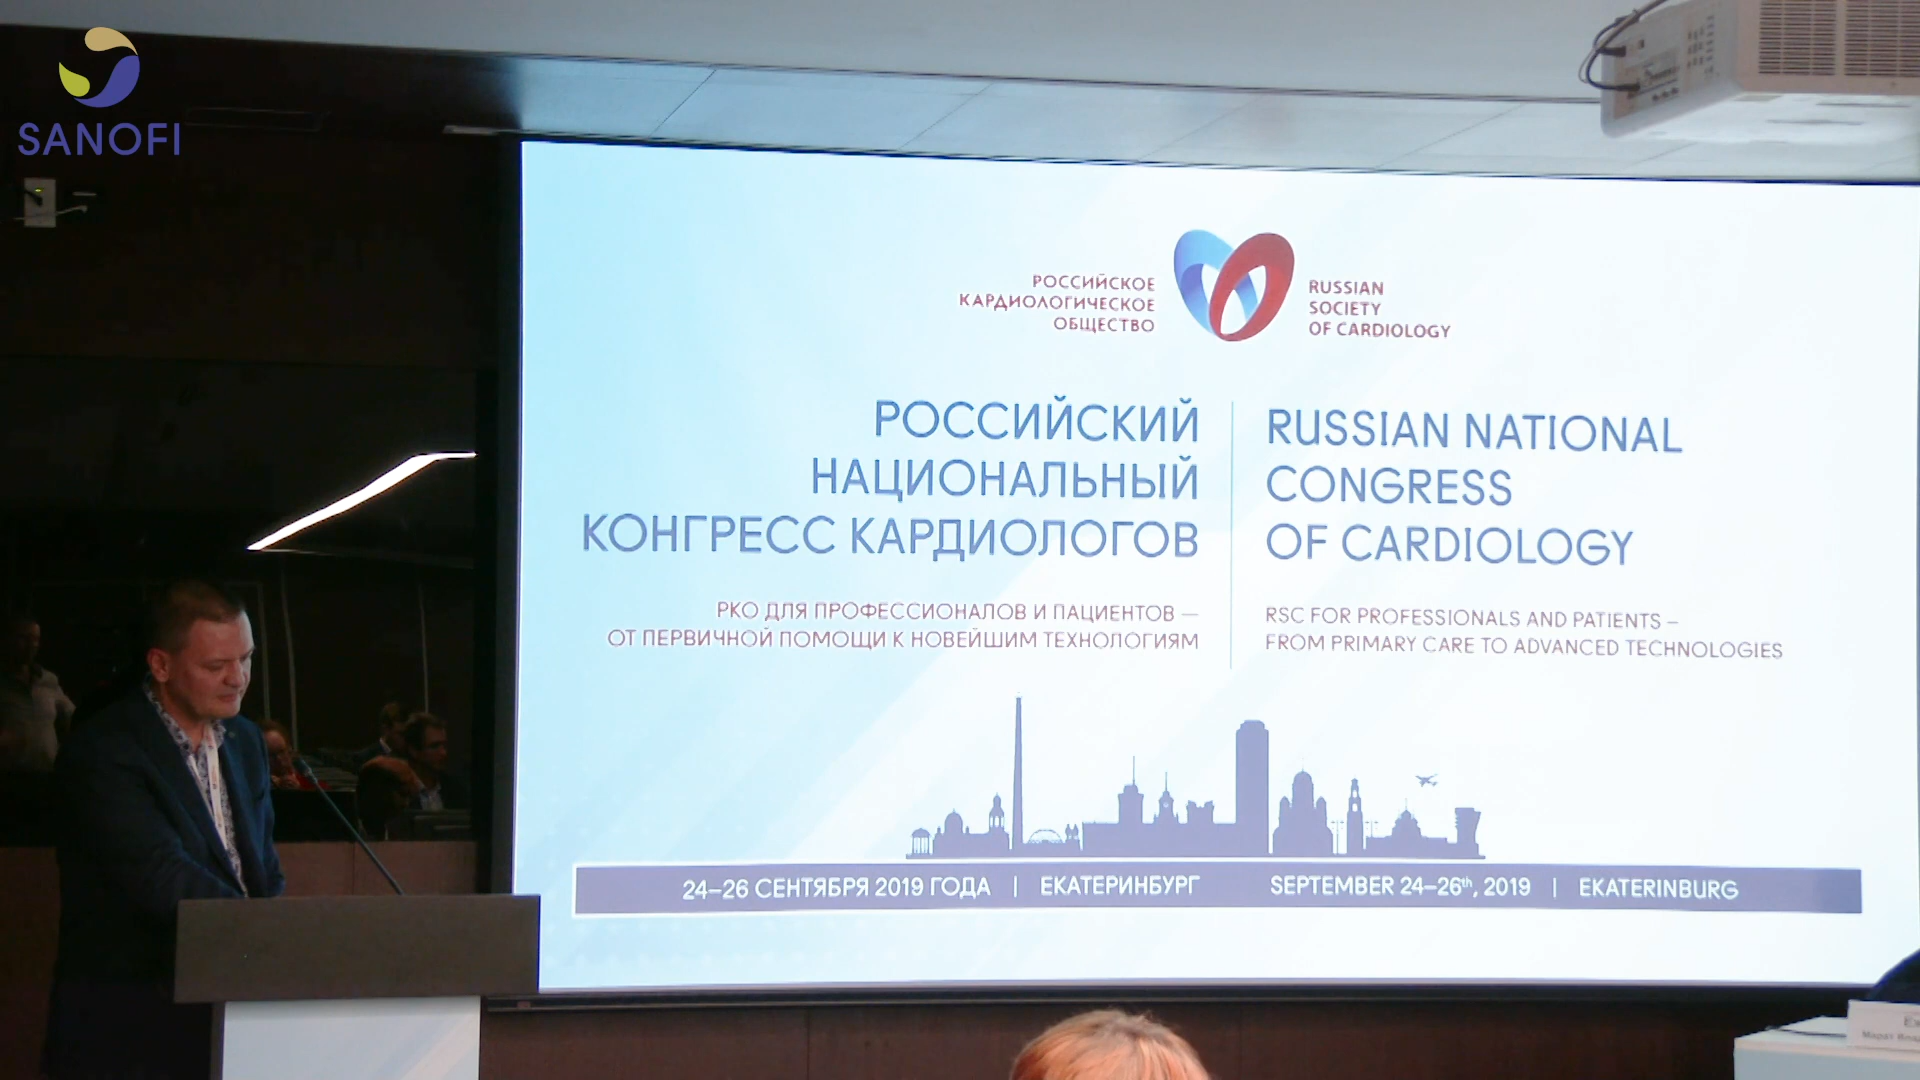 SANOFI
РОССИЙСКОЕ
КАРДИОЛОГИЧЕСКОЕ
ОБЩЕСТВО
RUSSIAN
SOCIETY
OF CARDIOLOGY
РОССИЙСКИЙ
НАЦИОНАЛЬНЫЙ
КОНГРЕСС КАРДИОЛОГОВ
RUSSIAN NATIONAL
CONGRESS
OF CARDIOLOGY
РКО ДЛЯ ПРОФЕССИОНАЛОВ И ПАЦИЕНТОВ —
ОТ ПЕРВИЧНОЙ ПОМОЩИ К НОВЕЙШИМ ТЕХНОЛОГИЯМ
RSC FOR PROFESSIONALS AND PATIENTS –
FROM PRIMARY CARE TO ADVANCED TECHNOLOGIES
24–26 СЕНТЯБРЯ 2019 ГОДА | ЕКАТЕРИНБУРГ
SEPTEMBER 24–26th, 2019 | EKATERINBURG
Марат